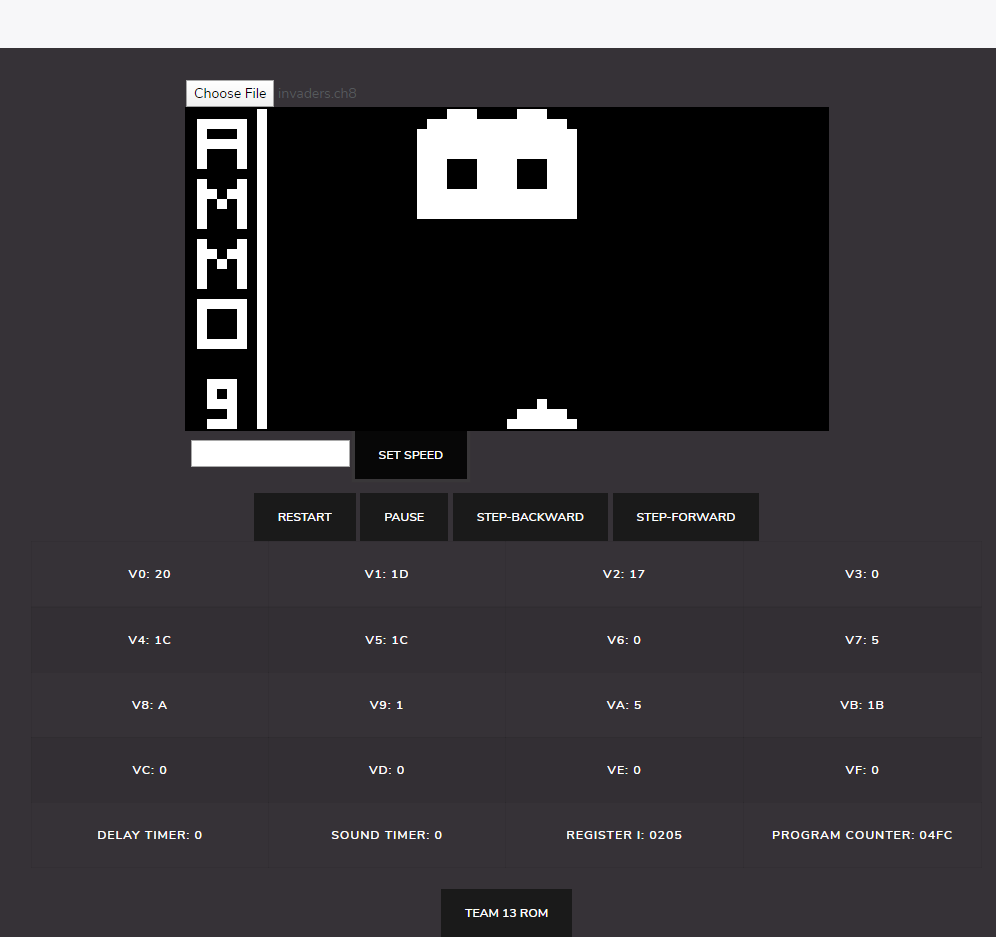 Choose File invaders.ch8
A
M
M
O
9
SET SPEED
RESTART PAUSE STEP-BACKWARD STEP-FORWARD
V0: 20 V1: 1D V2: 17 V3: 0
V4: 1C V5: 1C V6: 0 V7: 5
V8: A V9: 1 VA: 5 VB: 1B
VC: 0 VD: 0 VE: 0 VF: 0
DELAY TIMER: 0 SOUND TIMER: 0 REGISTER I: 0205 PROGRAM COUNTER: 04FC
TEAM 13 ROM